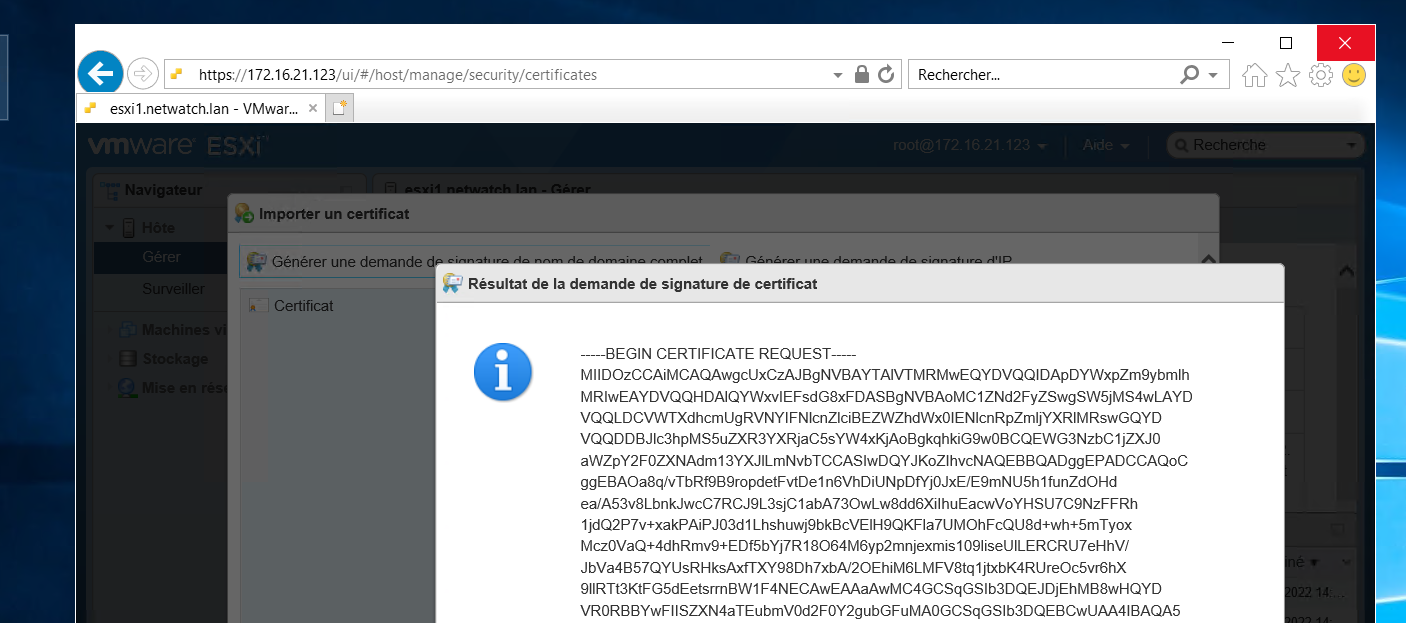 https://172.16.21.123/ui/#/host/manage/security/certificates
Rechercher...
esxi1.netwatch.lan - VMwar...
vmware ESXi
root@172.16.21.123
Aide
Recherche
Navigateur
esxi1.netwatch.lan - Gérer
Hôte
Importer un certificat
Gérer
Générer une demande de signature de nom de domaine complet
Générer une demande de signature d'IP
Surveiller
Résultat de la demande de signature de certificat
Certificat
Machines vi
Stockage
Mise en rés
-----BEGIN CERTIFICATE REQUEST-----
MIIDOzCCAiMCAQAwgcUxCzAJBgNVBAYTAlVTMRMwEQYDVQQIDApDYWxpZm9ybmlh
MRIwEAYDVQQHDAlQYWxvIEFsdG8xFDASBgNVBAoMC1ZNd2FyZSwgSW5jMS4wLAYD
VQQLDCVWTXdhcmUgRVNYIFNlcnZlciBEZWZhdWx0IENlcnRpZmljYXRlMRswGQYD
VQQDDBJlc3hpMS5uZXR3YXRjaC5sYW4xKjAoBgkqhkiG9w0BCQEWG3NzbC1jZXJ0
aWZpY2F0ZXNAdm13YXJlLmNvbTCCASIwDQYJKoZIhvcNAQEBBQADggEPADCCAQoC
ggEBAOa8q/vTbRf9B9ropdetFvtDe1n6VhDiUNpDfYj0JxE/E9mNU5h1funZdOHd
ea/A53v8LbnkJwcC7RCJ9L3sjC1abA73OwLw8dd6XiIhuEacwVoYHSU7C9NzFFRh
1jdQ2P7v+xakPAiPJ03d1Lhshuwj9bkBcVElH9QKFla7UMOhFcQU8d+wh+5mTyox
Mcz0VaQ+4dhRmv9+EDf5bYj7R18O64M6yp2mnjexmis109IiseUlLERCRU7eHhV/
JbVa4B57QYUsRHksAxfTXY98Dh7xbA/2OEhiM6LMFV8tq1jtxbK4RUreOc5vr6hX
9llRTt3KtFG5dEetsrrnBW1F4NECAwEAAaAwMC4GCSqGSIb3DQEJDjEhMB8wHQYD
VR0RBBYwFIISZXN4aTEubmV0d2F0Y2gubGFuMA0GCSqGSIb3DQEBCwUAA4IBAQA5
2022 14:...